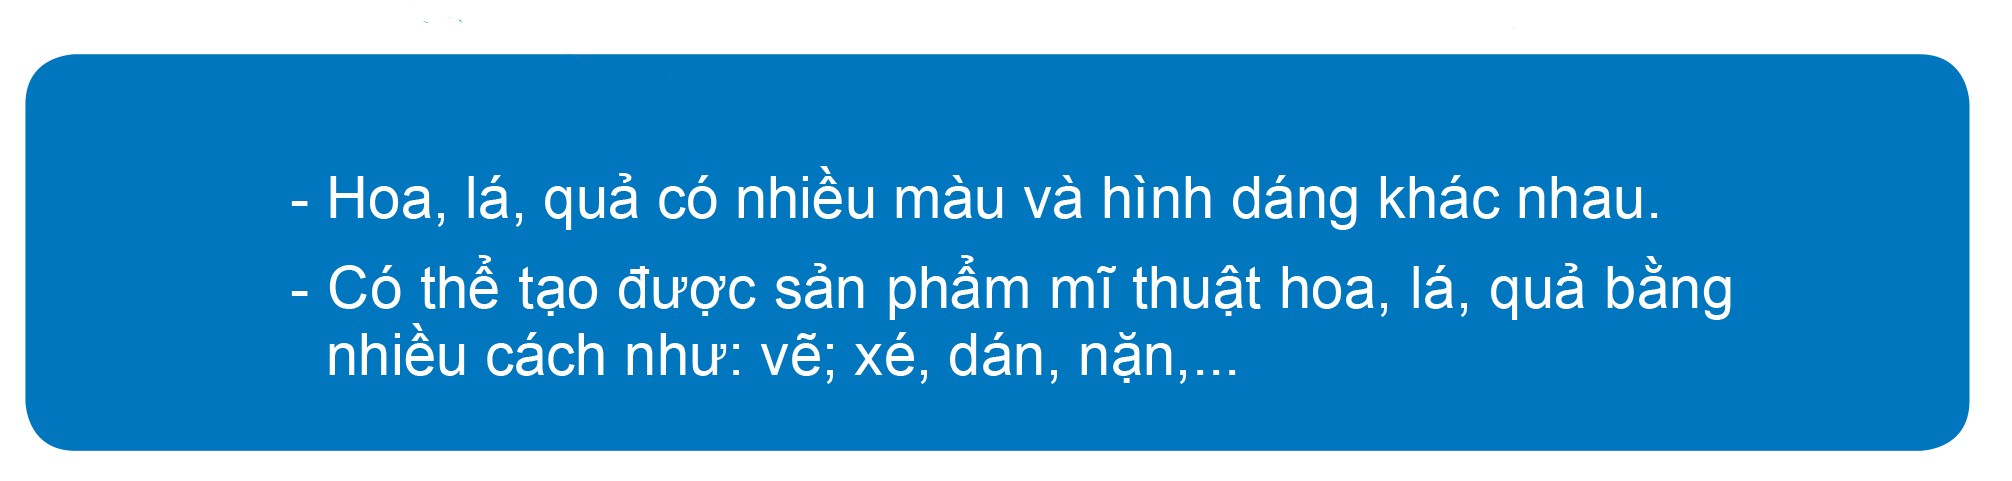 - Hoa, lá, quả có nhiều màu và hình dáng khác nhau.
- Có thể tạo được sản phẩm mĩ thuật hoa, lá, quả bằng
nhiều cách như: vẽ; xé, dán, nặn,...